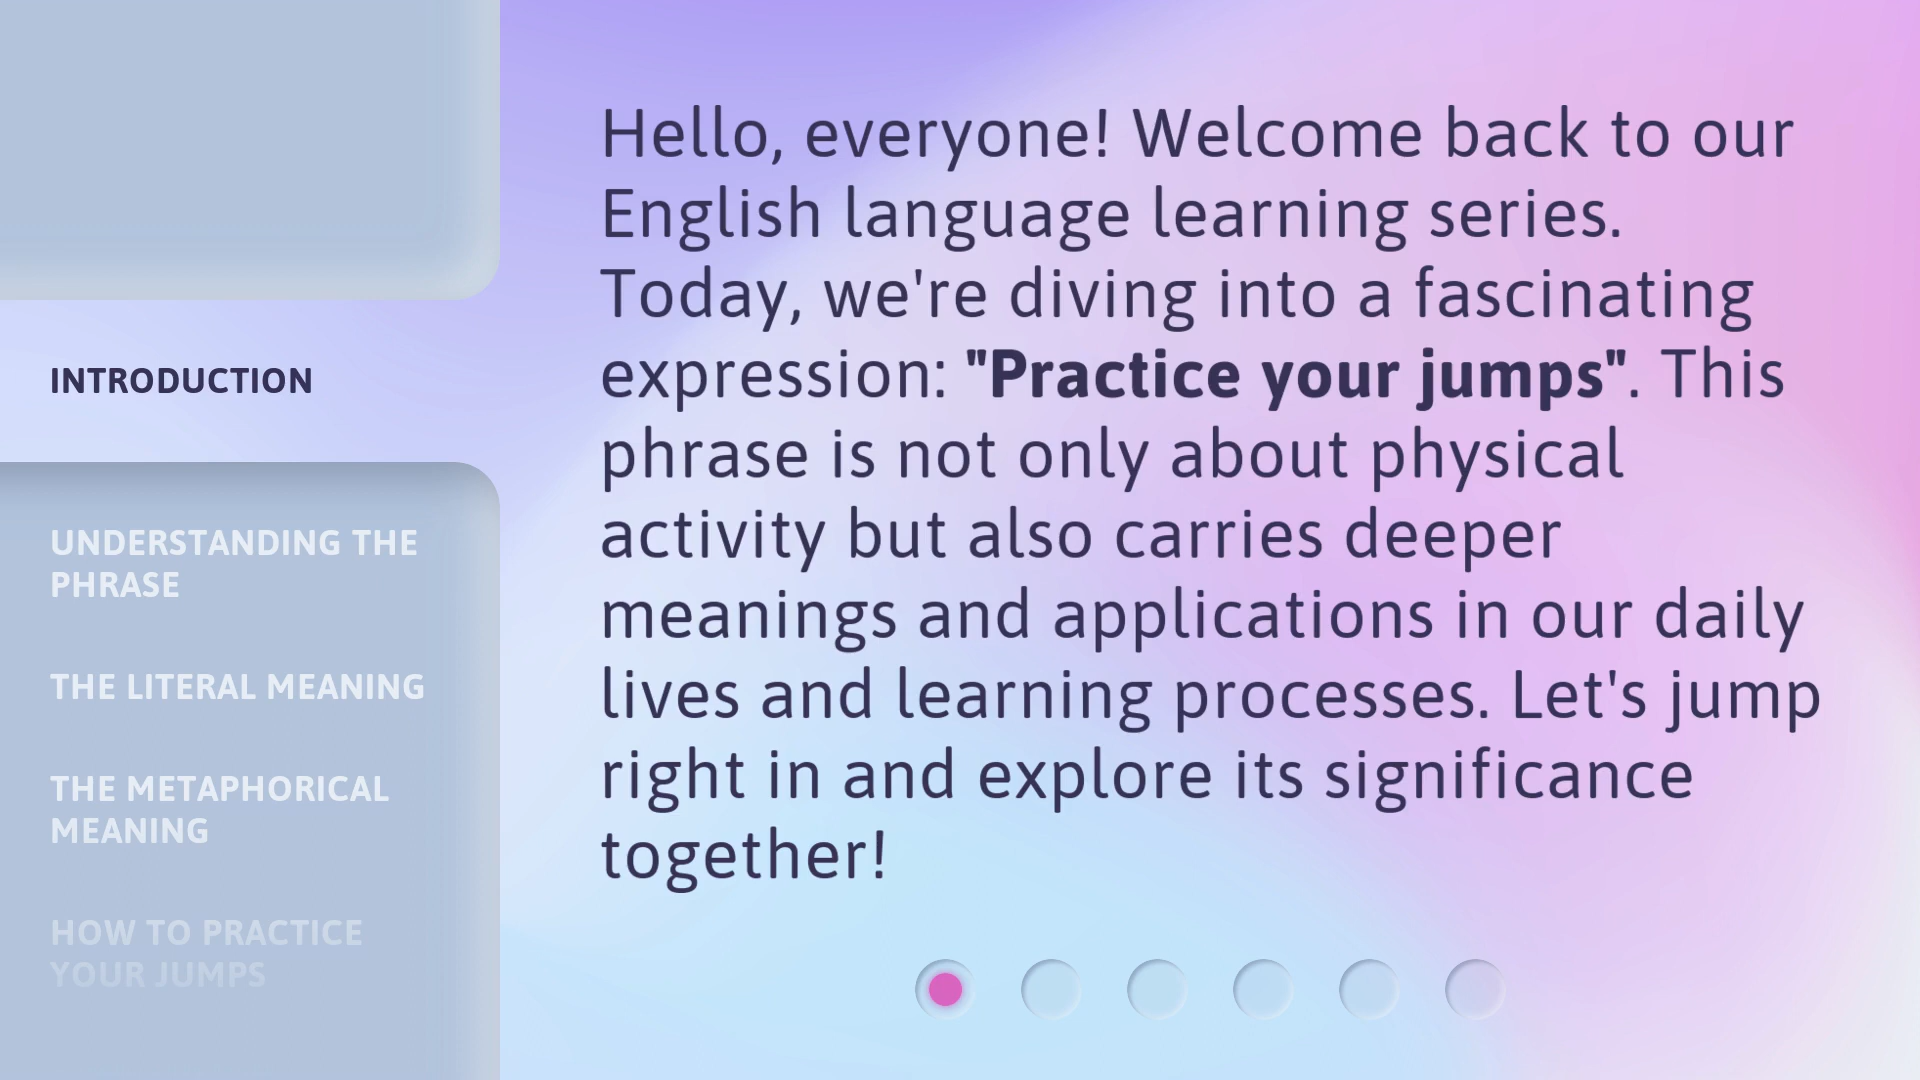 INTRODUCTION
UNDERSTANDING THE
PHRASE
THE LITERAL MEANING
THE METAPHORICAL
MEANING
HOW TO PRACTICE
YOUR JUMPS
Hello, everyone! Welcome back to our
English language learning series.
Today, we're diving into a fascinating
expression: "Practice your jumps". This
phrase is not only about physical
activity but also carries deeper
meanings and applications in our daily
lives and learning processes. Let's jump
right in and explore its significance
together!